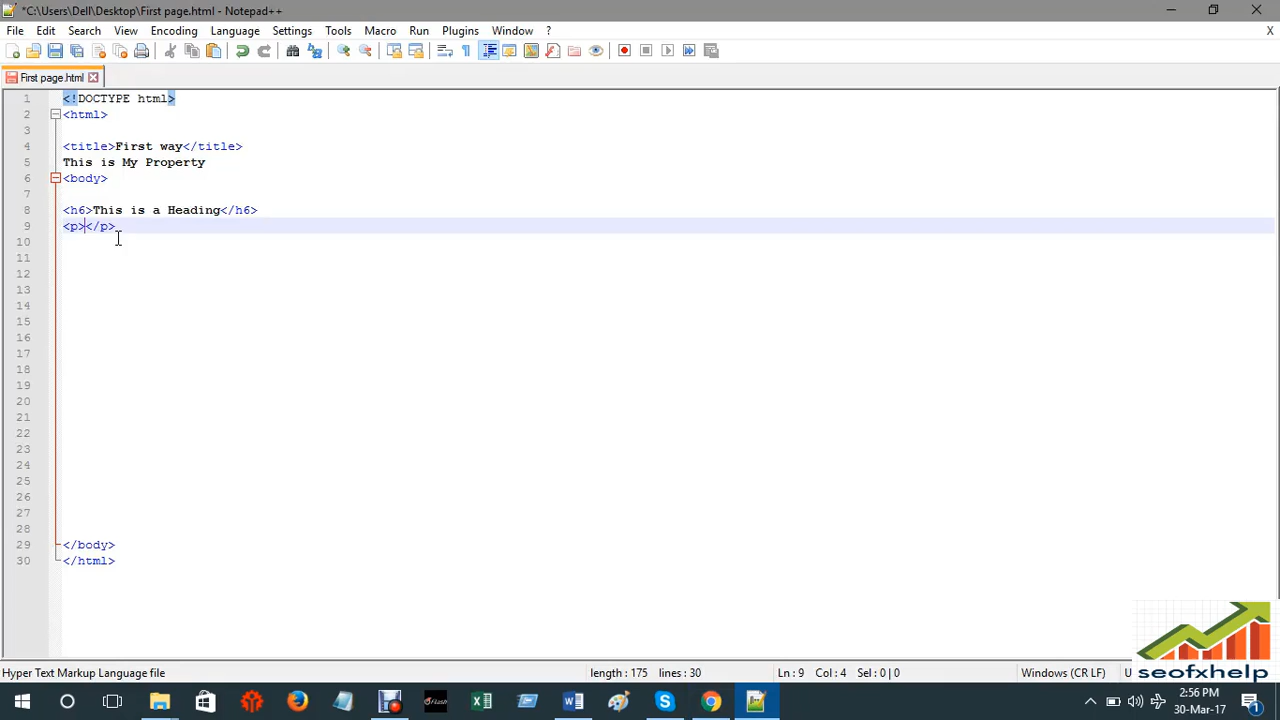 *C:\Users\Dell\Desktop\First page.html - Notepad++
File Edit Search View Encoding Language Settings Tools Macro Run Plugins Window ? X
First page.html
1 <!DOCTYPE html>
2 <html>
3
4 <title>First way</title>
5 This is My Property
6 <body>
7
8 <h6>This is a Heading</h6>
9 <p></p>
10
11
12
13
14
15
16
17
18
19
20
21
22
23
24
25
26
27
28
29 </body>
30 </html>
seofxhelp
Hyper Text Markup Language file length : 175 lines : 30 Ln : 9 Col : 4 Sel : 0 | 0 Windows (CR LF) U
2:56 PM
30-Mar-17